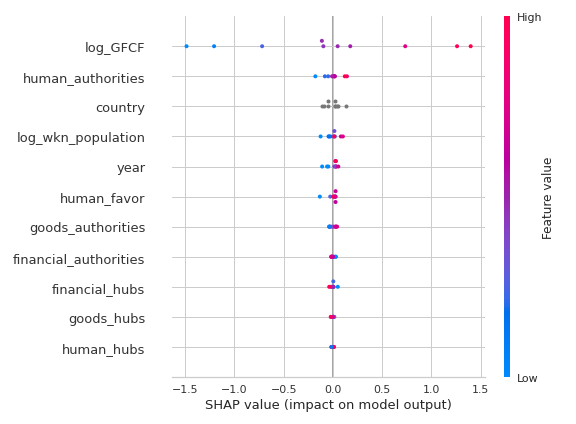 High
log_GFCF
human_authorities
country
log_wkn_population
year
human_favor
goods_authorities
financial_authorities
financial_hubs
goods_hubs
human_hubs
Feature value
Low
−1.5 −1.0 −0.5 0.0 0.5 1.0 1.5
SHAP value (impact on model output)